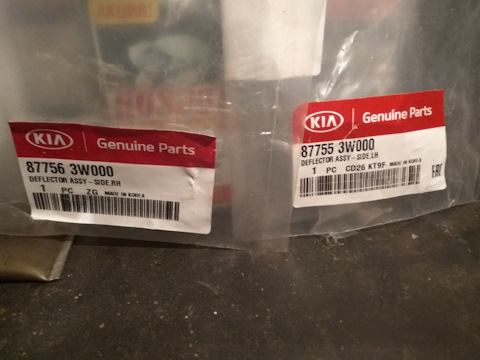 KIA Genuine Parts
87756 3W000
DEFLECTOR ASSY-SIDE,RH
1 PC ZG MADE IN KOREA
KIA Genuine Parts
87755 3W000
DEFLECTOR ASSY-SIDE,LH
1 PC CD26 KT9F MADE IN KOREA
EAC